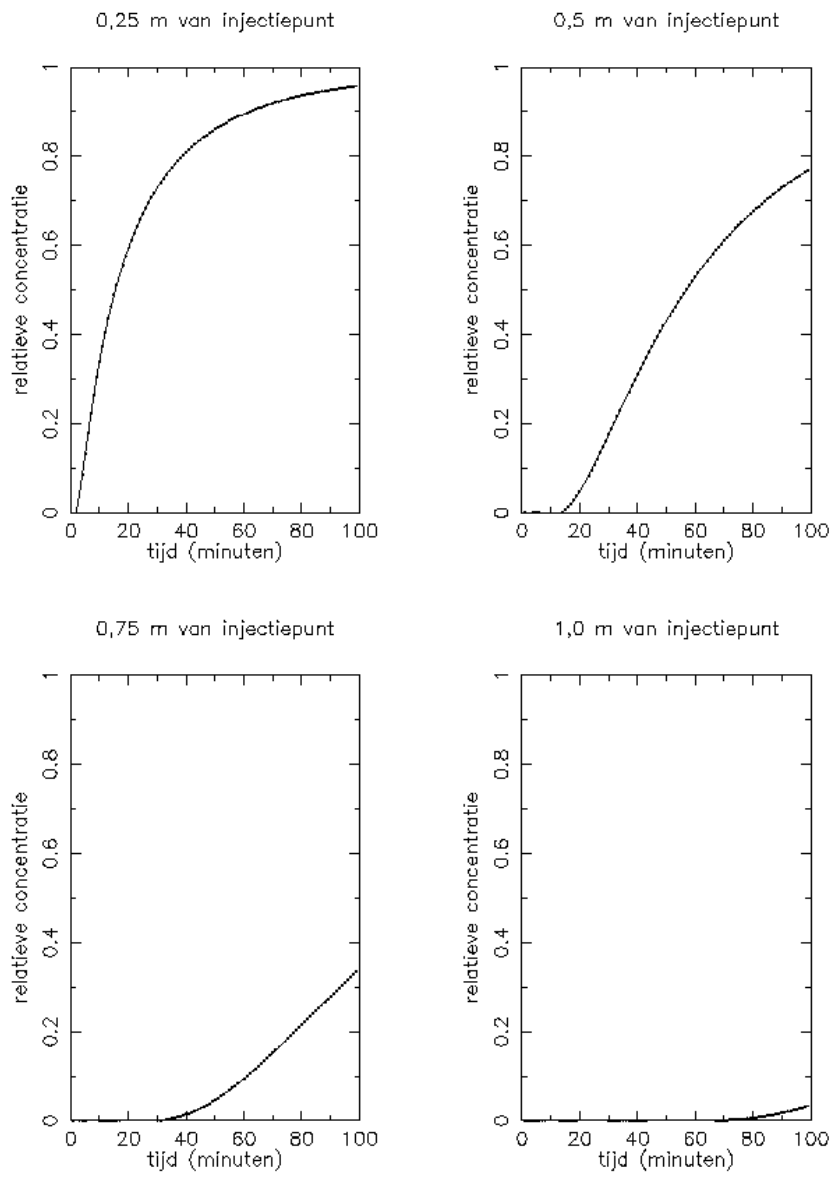 0,25 m van injectiepunt
relatieve concentratie
0 0.2 0.4 0.6 0.8 1
0 20 40 60 80 100
tijd (minuten)
0,5 m van injectiepunt
relatieve concentratie
0 0.2 0.4 0.6 0.8 1
0 20 40 60 80 100
tijd (minuten)
0,75 m van injectiepunt
relatieve concentratie
0 0.2 0.4 0.6 0.8 1
0 20 40 60 80 100
tijd (minuten)
1,0 m van injectiepunt
relatieve concentratie
0 0.2 0.4 0.6 0.8 1
0 20 40 60 80 100
tijd (minuten)